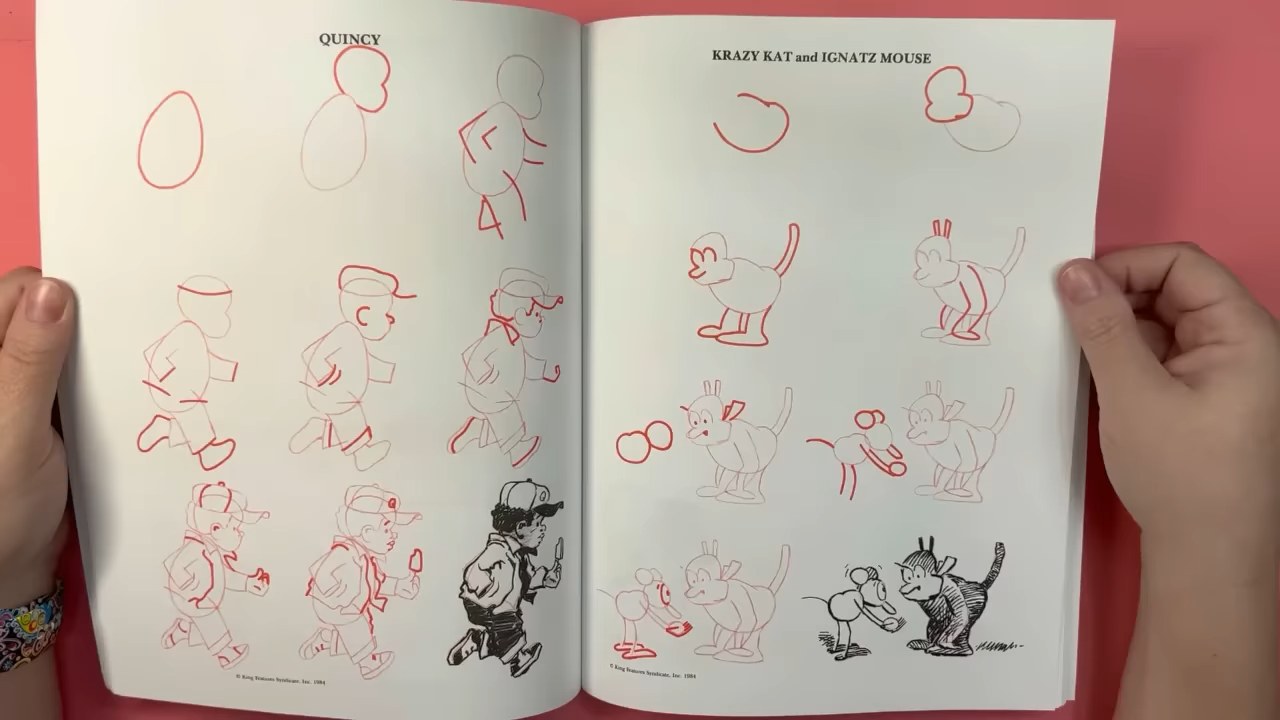 QUINCY
© King Features Syndicate, Inc. 1984
KRAZY KAT and IGNATZ MOUSE
© King Features Syndicate, Inc. 1984